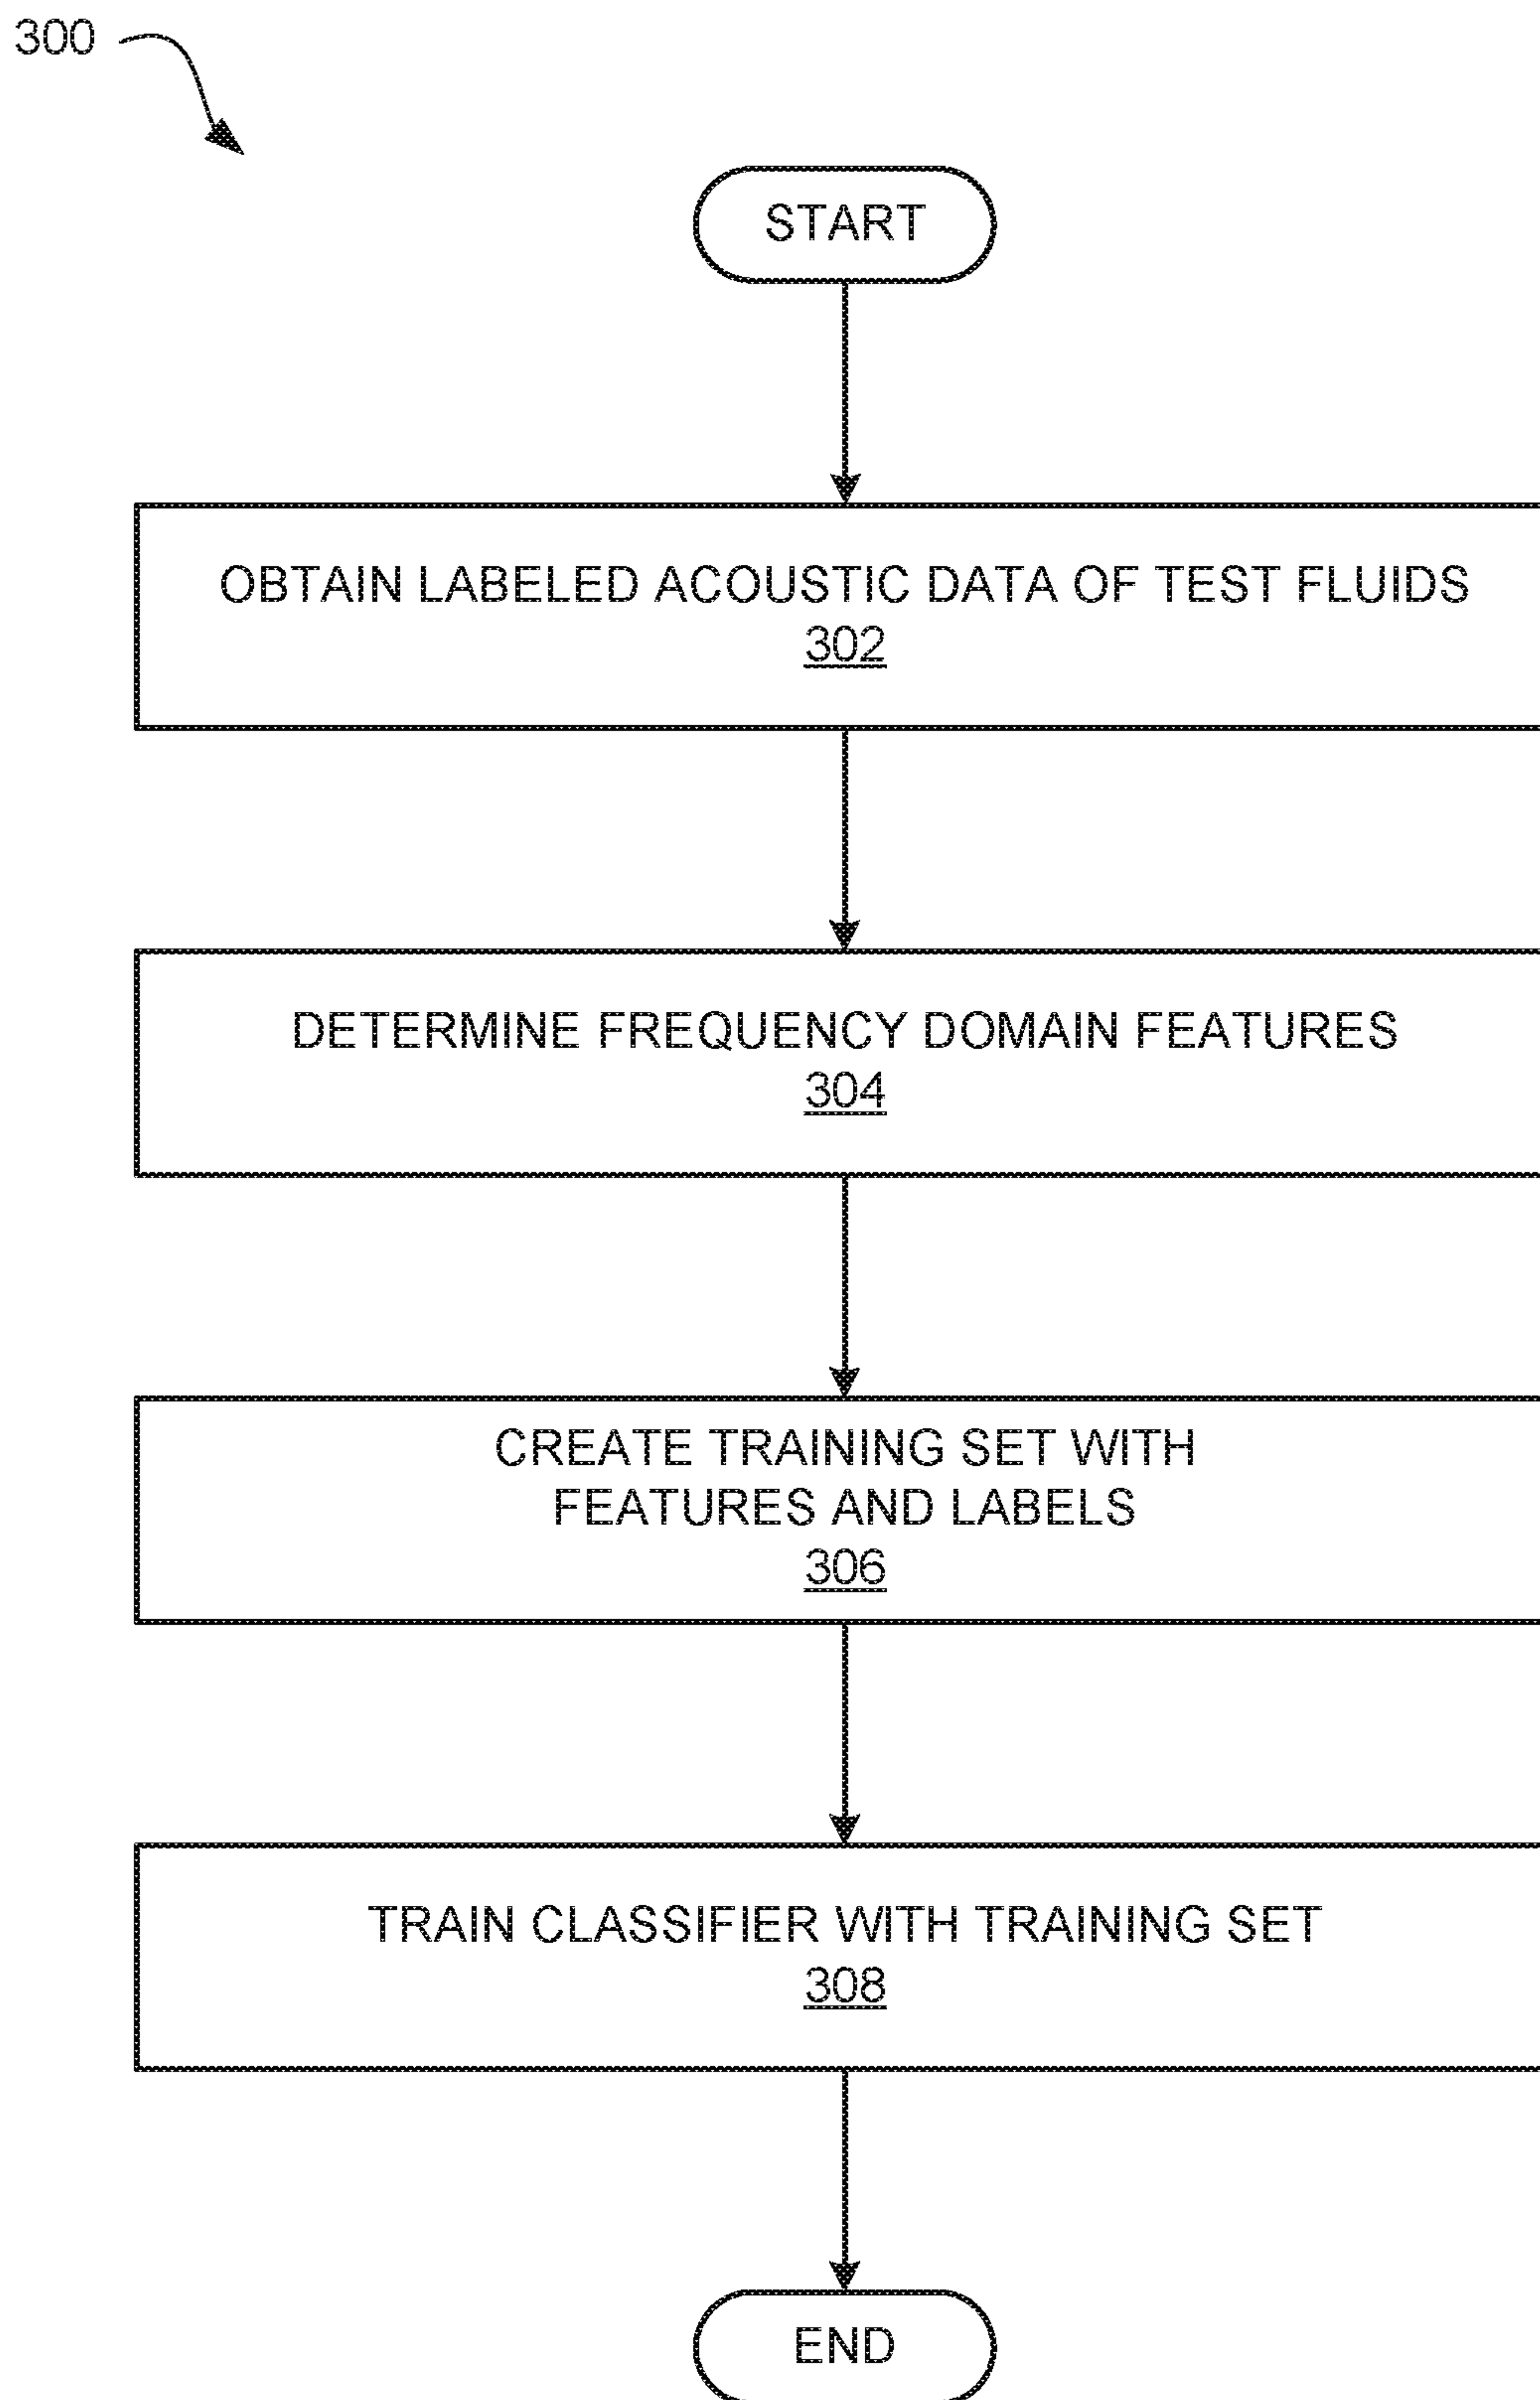 300
START
OBTAIN LABELED ACOUSTIC DATA OF TEST FLUIDS
302
DETERMINE FREQUENCY DOMAIN FEATURES
304
CREATE TRAINING SET WITH
FEATURES AND LABELS
306
TRAIN CLASSIFIER WITH TRAINING SET
308
END